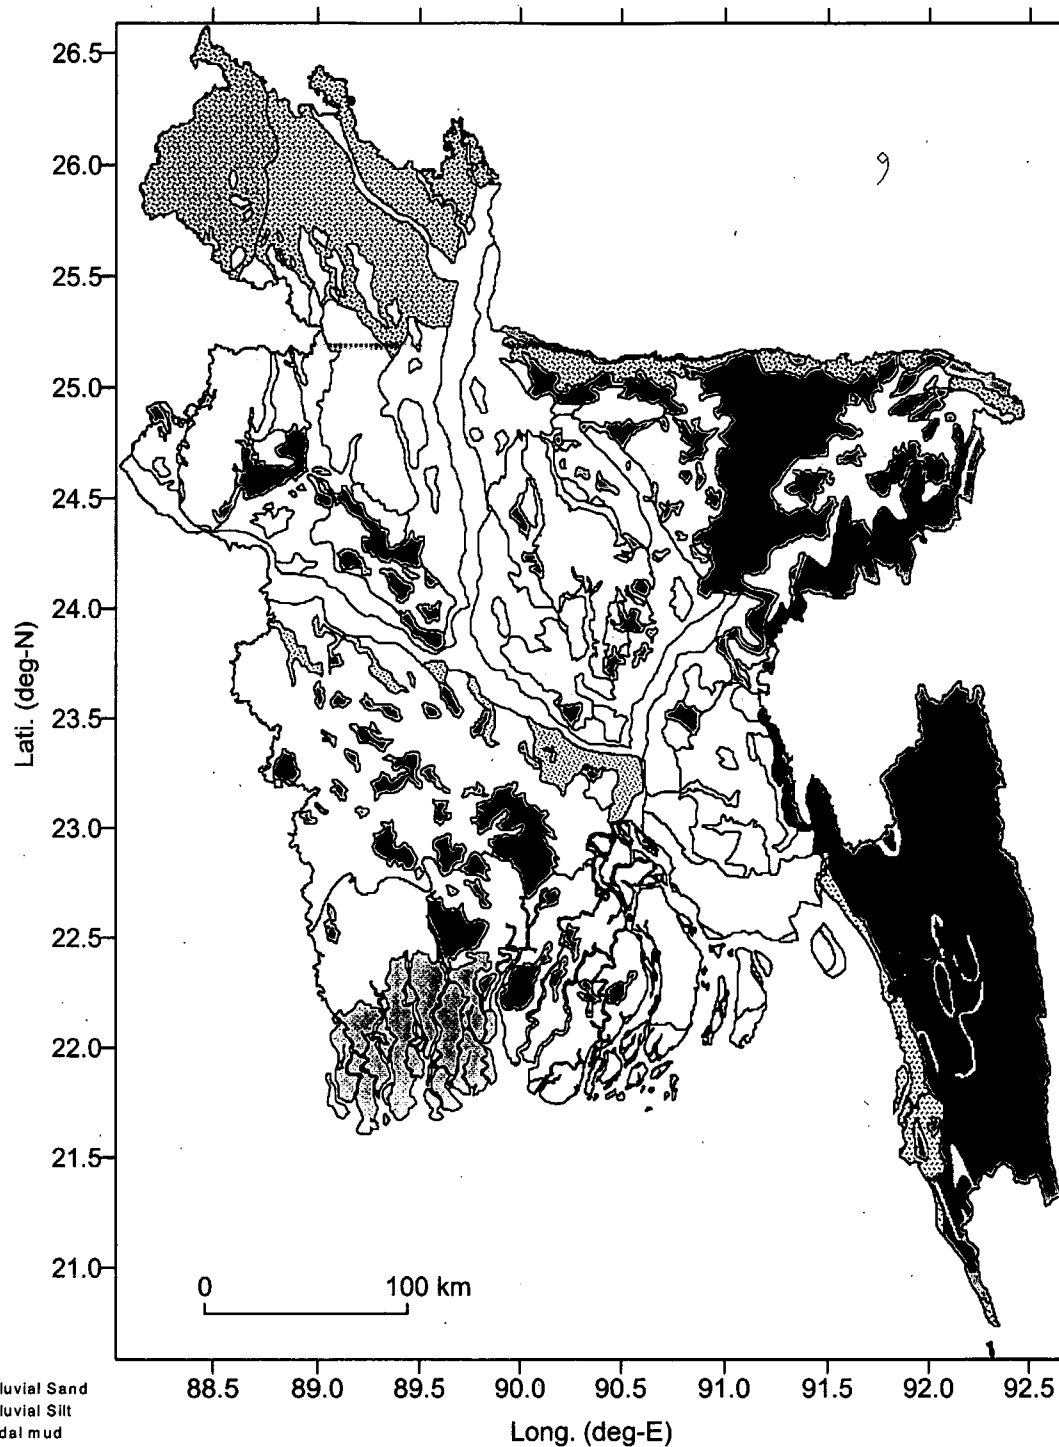 26.5
26.0
25.5
25.0
24.5
24.0
23.5
23.0
22.5
22.0
21.5
21.0
Lati. (deg-N)
0 100 km
88.5 89.0 89.5 90.0 90.5 91.0 91.5 92.0 92.5
Long. (deg-E)
luvial Sand
luvial Silt
dal mud